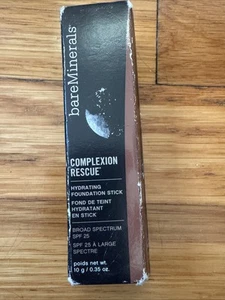 bareMinerals®
COMPLEXION
RESCUE™
HYDRATING
FOUNDATION STICK
FOND DE TEINT
HYDRATANT
EN STICK
BROAD SPECTRUM
SPF 25
SPF 25 À LARGE
SPECTRE
poids net wt.
10 g / 0.35 oz.